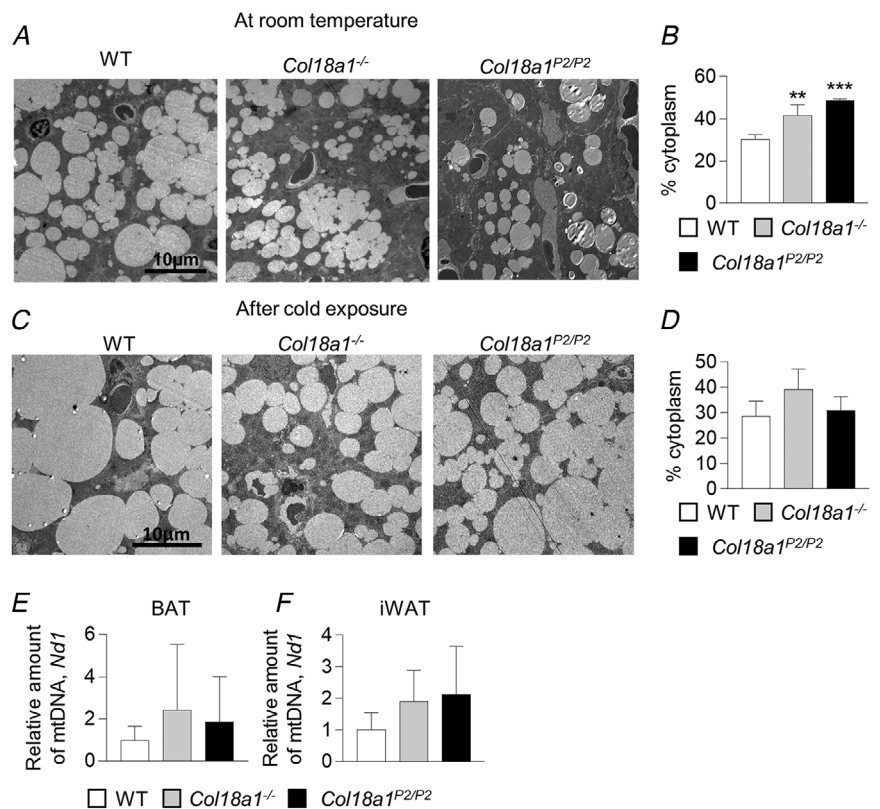 A At room temperature B
WT Col18a1-/- Col18a1P2/P2
10µm
% cytoplasm
60
40
20
0
** ***
WT Col18a1-/-
Col18a1P2/P2
C After cold exposure D
WT Col18a1-/- Col18a1P2/P2
10µm
% cytoplasm
50
40
30
20
10
0
WT Col18a1-/-
Col18a1P2/P2
E BAT
Relative amount
of mtDNA, Nd1
6
4
2
0
F iWAT
Relative amount
of mtDNA, Nd1
4
3
2
1
0
WT Col18a1-/- Col18a1P2/P2